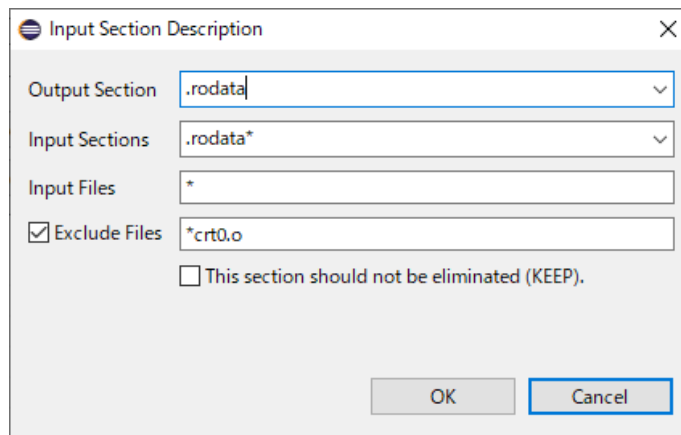 Input Section Description
Output Section .rodata
Input Sections .rodata*
Input Files *
Exclude Files *crt0.o
This section should not be eliminated (KEEP).
OK Cancel